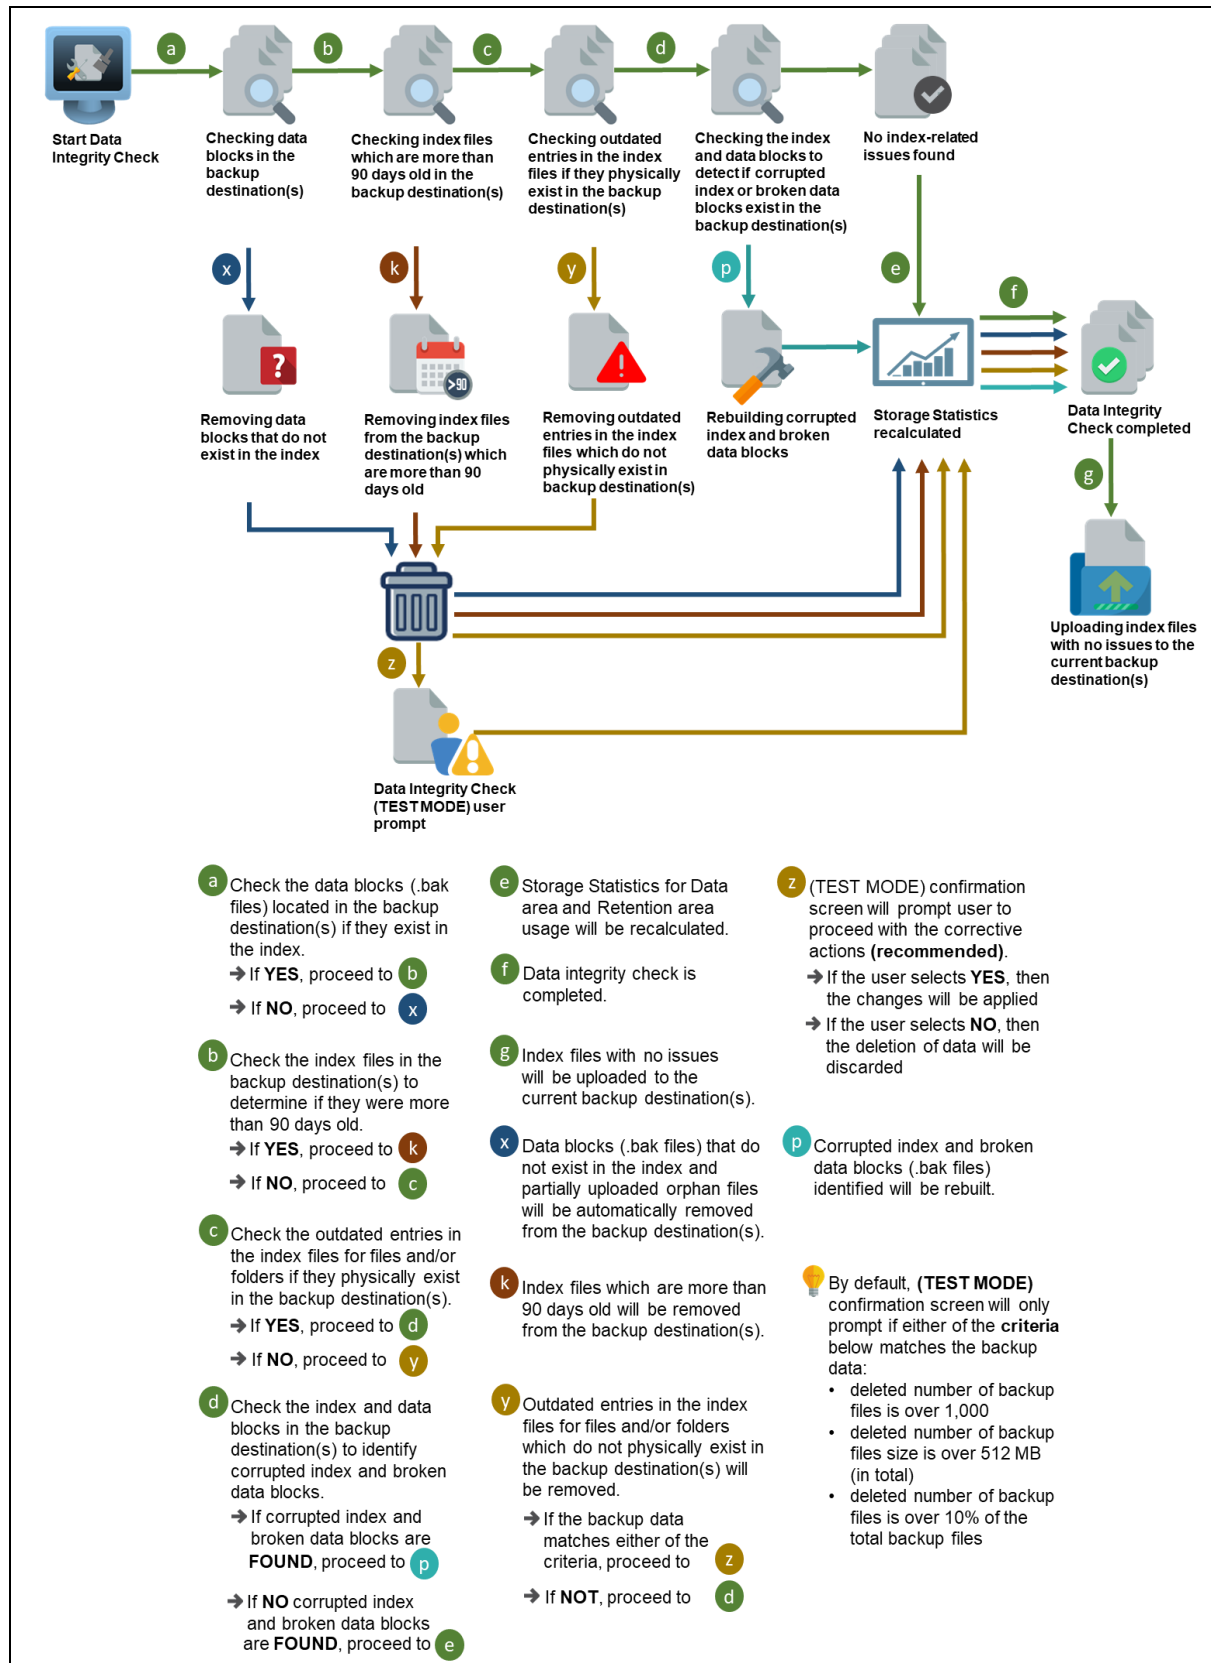 a
b
c
d
Start Data
Integrity Check
Checking data
blocks in the
backup
destination(s)
Checking index files
which are more than
90 days old in the
backup destination(s)
Checking outdated
entries in the index
files if they physically
exist in the backup
destination(s)
Checking the index
and data blocks to
detect if corrupted
index or broken data
blocks exist in the
backup destination(s)
No index-related
issues found
x
k
y
p
e
f
?
>90
!
Removing data
blocks that do not
exist in the index
Removing index files
from the backup
destination(s) which
are more than 90
days old
Removing outdated
entries in the index
files which do not
physically exist in
backup destination(s)
Rebuilding corrupted
index and broken
data blocks
Storage Statistics
recalculated
Data Integrity
Check completed
g
Uploading index files
with no issues to the
current backup
destination(s)
z
Data Integrity Check
(TEST MODE) user
prompt
a
Check the data blocks (.bak
files) located in the backup
destination(s) if they exist in
the index.
→ If YES, proceed to b
→ If NO, proceed to x
b
Check the index files in the
backup destination(s) to
determine if they were more
than 90 days old.
→ If YES, proceed to k
→ If NO, proceed to c
c
Check the outdated entries in
the index files for files and/or
folders if they physically exist
in the backup destination(s).
→ If YES, proceed to d
→ If NO, proceed to y
d
Check the index and data
blocks in the backup
destination(s) to identify
corrupted index and broken
data blocks.
→ If corrupted index and
broken data blocks are
FOUND, proceed to p
→ If NO corrupted index
and broken data blocks
are FOUND, proceed to e
e
Storage Statistics for Data
area and Retention area
usage will be recalculated.
f
Data integrity check is
completed.
g
Index files with no issues
will be uploaded to the
current backup destination(s).
x
Data blocks (.bak files) that do
not exist in the index and
partially uploaded orphan files
will be automatically removed
from the backup destination(s).
k
Index files which are more than
90 days old will be removed
from the backup destination(s).
y
Outdated entries in the index
files for files and/or folders
which do not physically exist in
the backup destination(s) will
be removed.
→ If the backup data
matches either of the
criteria, proceed to z
→ If NOT, proceed to d
z
(TEST MODE) confirmation
screen will prompt user to
proceed with the corrective
actions (recommended).
→ If the user selects YES, then
the changes will be applied
→ If the user selects NO, then
the deletion of data will be
discarded
p
Corrupted index and broken
data blocks (.bak files)
identified will be rebuilt.
By default, (TEST MODE)
confirmation screen will only
prompt if either of the criteria
below matches the backup
data:
• deleted number of backup
files is over 1,000
• deleted number of backup
files size is over 512 MB
(in total)
• deleted number of backup
files is over 10% of the
total backup files